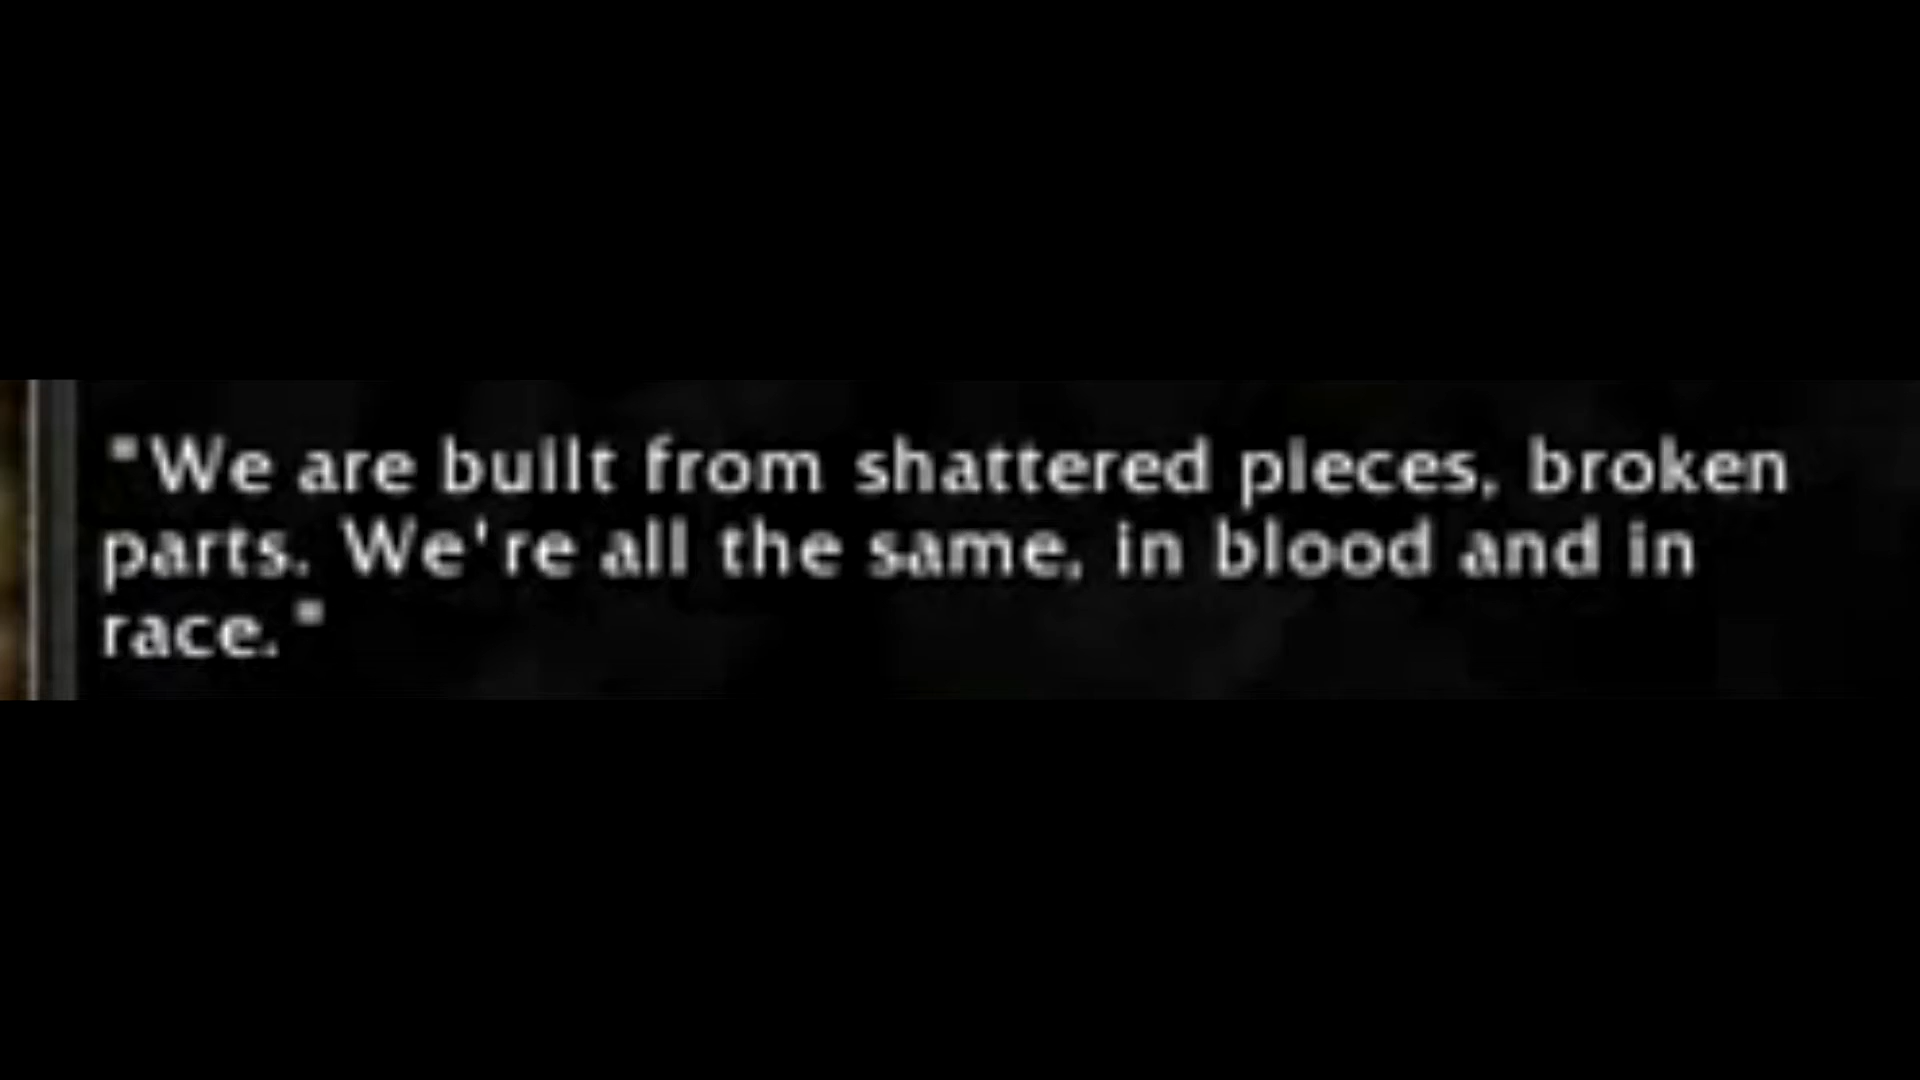 "We are built from shattered pieces, broken
parts. We're all the same, in blood and in
race."